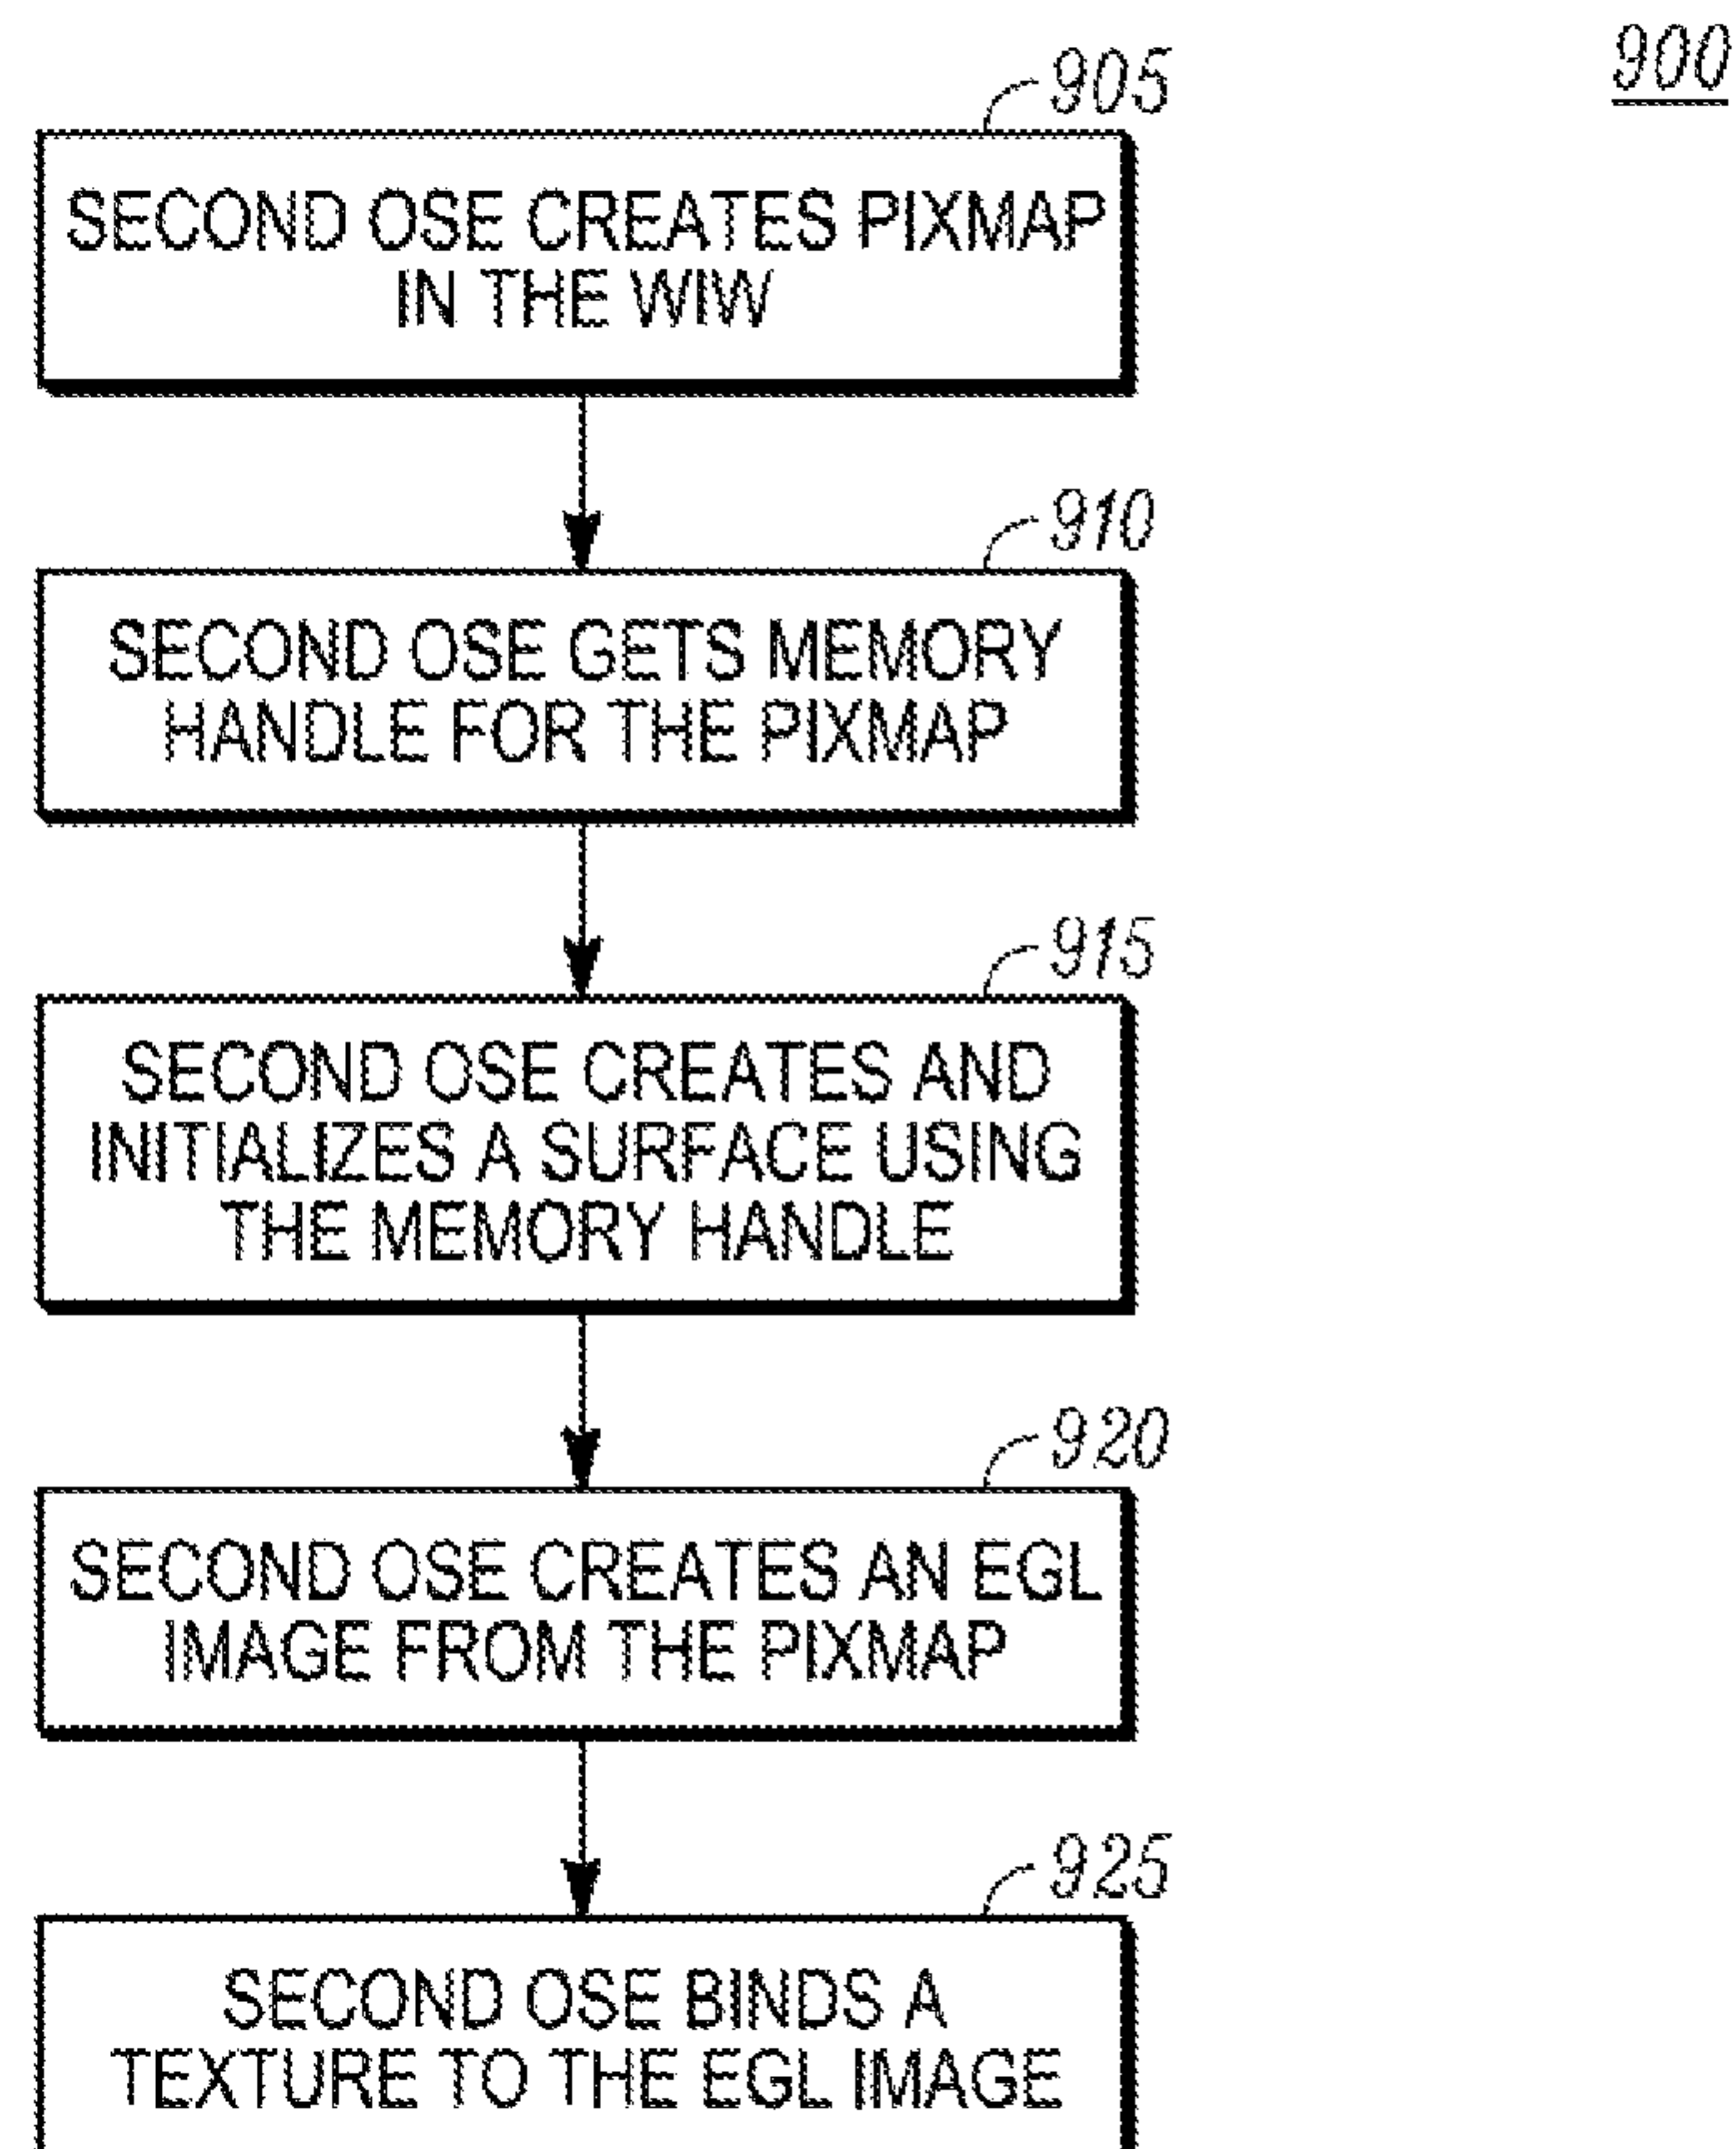 900
905
SECOND OSE CREATES PIXMAP
IN THE WIW
910
SECOND OSE GETS MEMORY
HANDLE FOR THE PIXMAP
915
SECOND OSE CREATES AND
INITIALIZES A SURFACE USING
THE MEMORY HANDLE
920
SECOND OSE CREATES AN EGL
IMAGE FROM THE PIXMAP
925
SECOND OSE BINDS A
TEXTURE TO THE EGL IMAGE